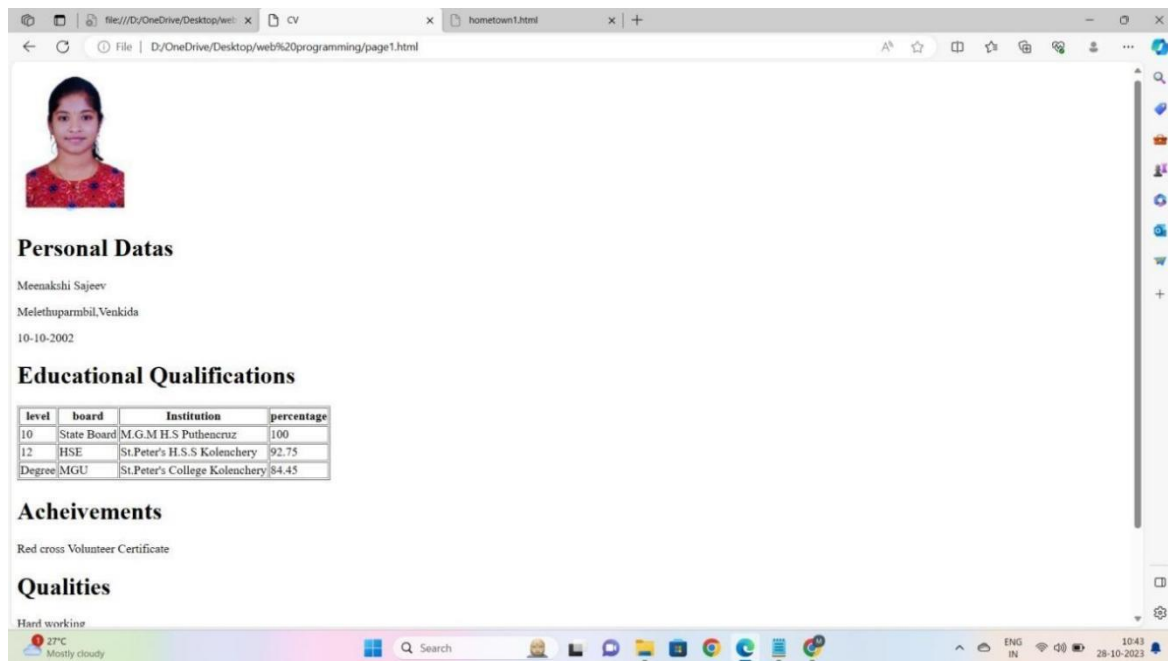 file:///D:/OneDrive/Desktop/web
CV
hometown1.html
File | D:/OneDrive/Desktop/web%20programming/page1.html
Personal Datas
Meenakshi Sajeev
Melethuparmbil,Venkida
10-10-2002
Educational Qualifications
level board Institution percentage
10 State Board M.G.M H.S Puthencruz 100
12 HSE St.Peter's H.S.S Kolenchery 92.75
Degree MGU St.Peter's College Kolenchery 84.45
Acheivements
Red cross Volunteer Certificate
Qualities
Hard working
27°C
Mostly cloudy
Search
ENG
IN
10:43
28-10-2023